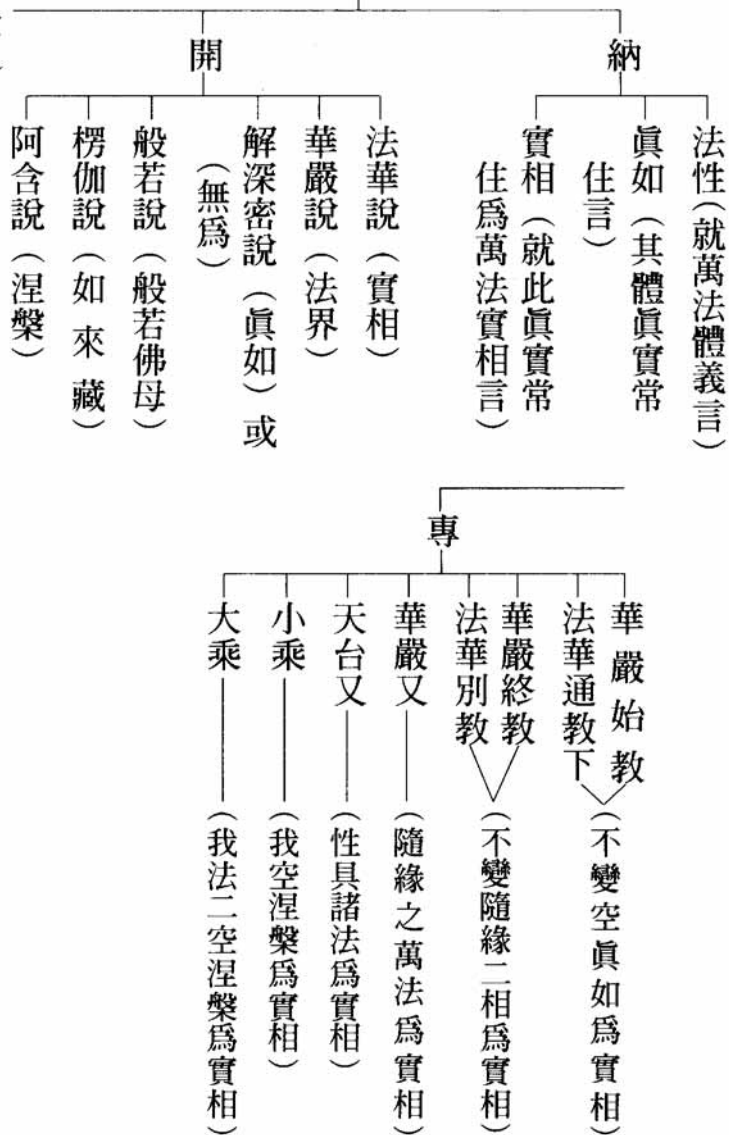 納
法性（就萬法體義言）
眞如（其體眞實常
住言）
實相（就此眞實常
住爲萬法實相言）
開
法華說（實相）
華嚴說（法界）
解深密說（眞如）或
（無爲）
般若說（般若佛母）
楞伽說（如來藏）
阿含說（涅槃）
專
華嚴始教
法華通教下
（不變空眞如爲實相）
華嚴終教
法華別教
（不變隨緣二相爲實相）
華嚴又
（隨緣之萬法爲實相）
天台又
（性具諸法爲實相）
小乘
（我空涅槃爲實相）
大乘
（我法二空涅槃爲實相）